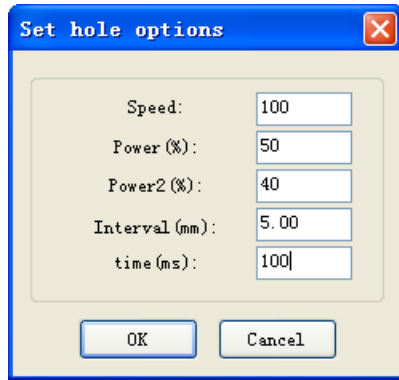 Set hole options
Speed: 100
Power(%): 50
Power2(%): 40
Interval(mm): 5.00
time(ms): 100
OK Cancel